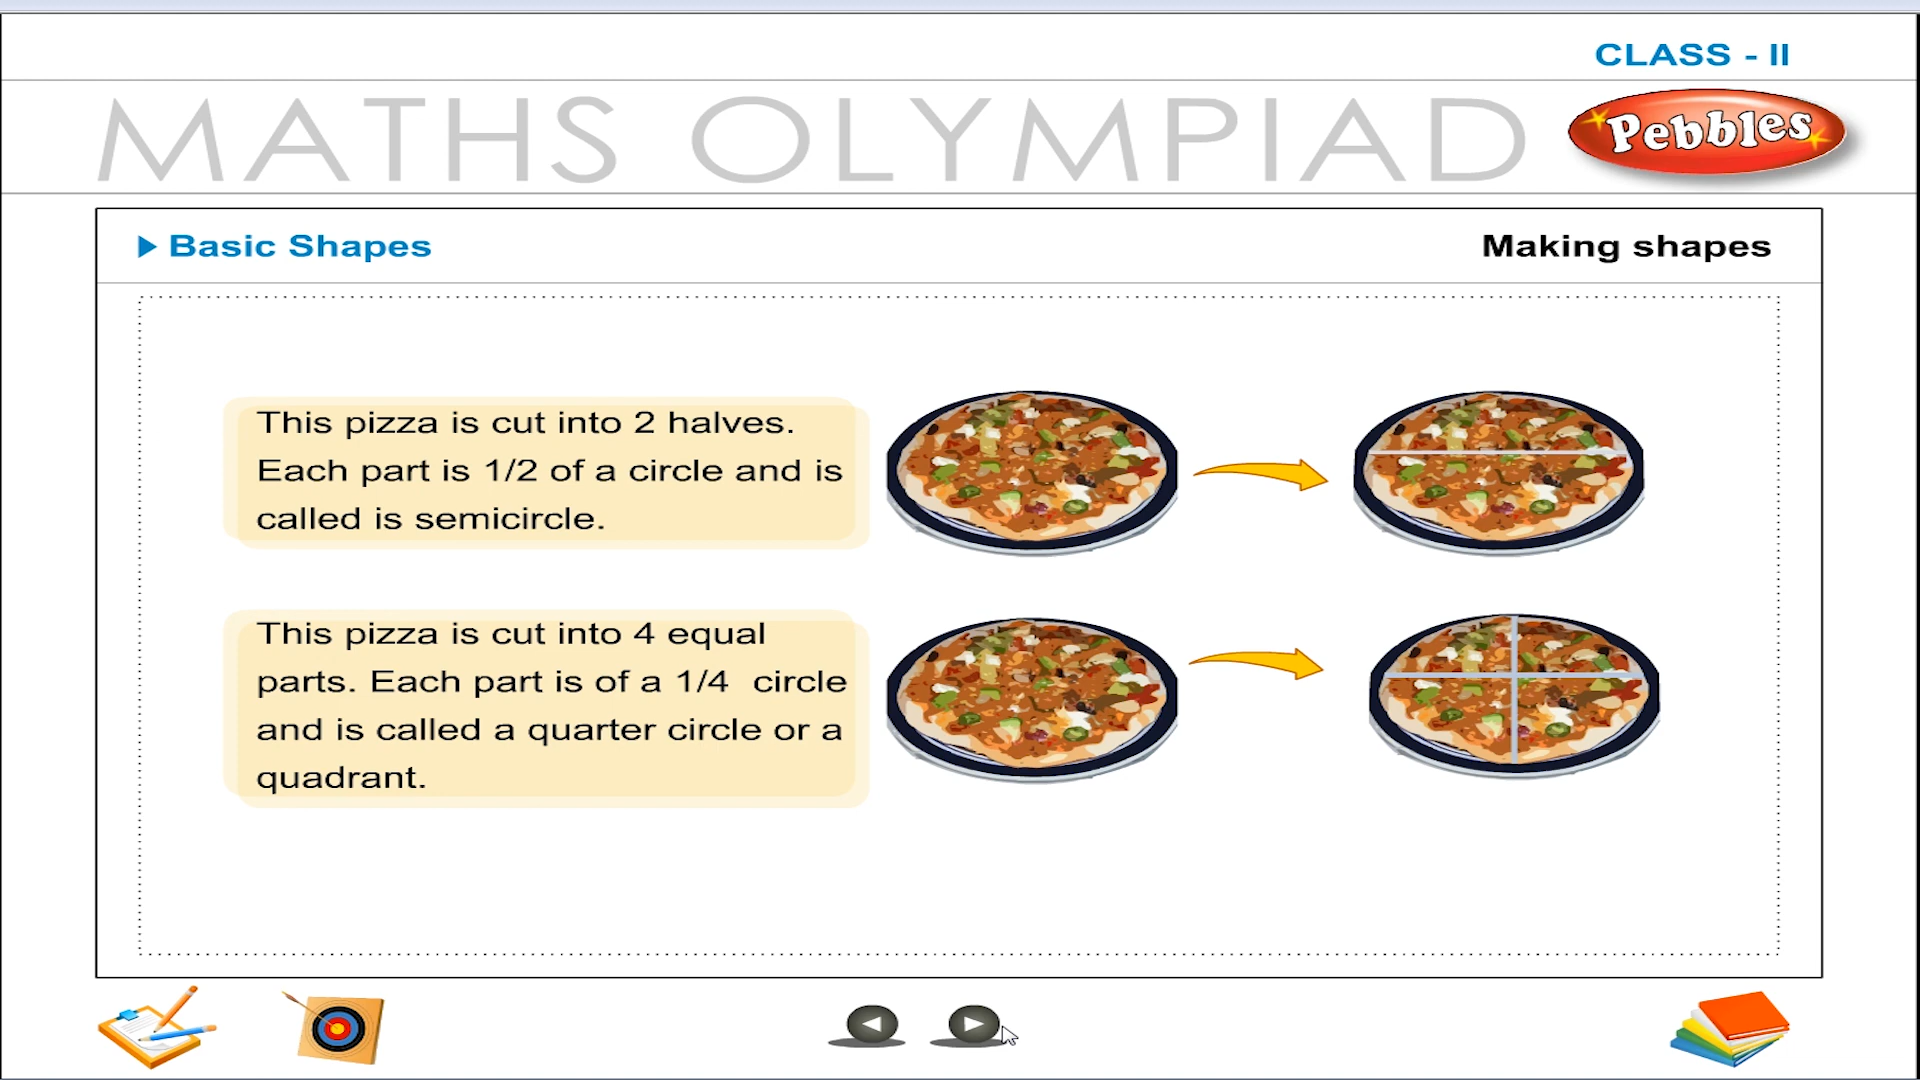 CLASS - II
MATHS OLYMPIAD
Pebbles
Basic Shapes
Making shapes
This pizza is cut into 2 halves.
Each part is 1/2 of a circle and is
called is semicircle.
This pizza is cut into 4 equal
parts. Each part is of a 1/4  circle
and is called a quarter circle or a
quadrant.